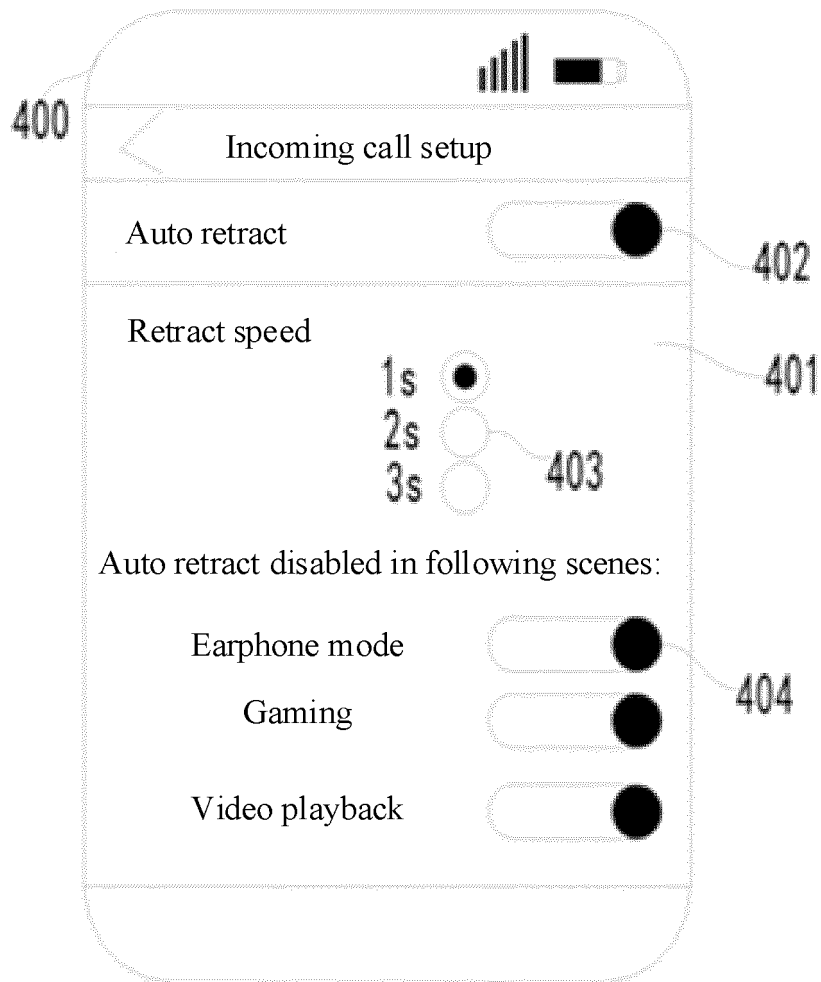 400
Incoming call setup
Auto retract
402
Retract speed
401
1s
2s
403
3s
Auto retract disabled in following scenes:
Earphone mode
404
Gaming
Video playback